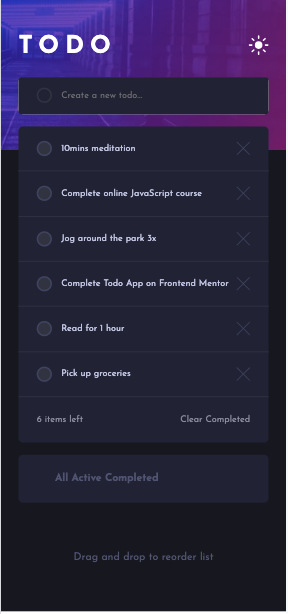 TODO
Create a new todo...
10mins meditation
Complete online JavaScript course
Jog around the park 3x
Complete Todo App on Frontend Mentor
Read for 1 hour
Pick up groceries
6 items left Clear Completed
All Active Completed
Drag and drop to reorder list